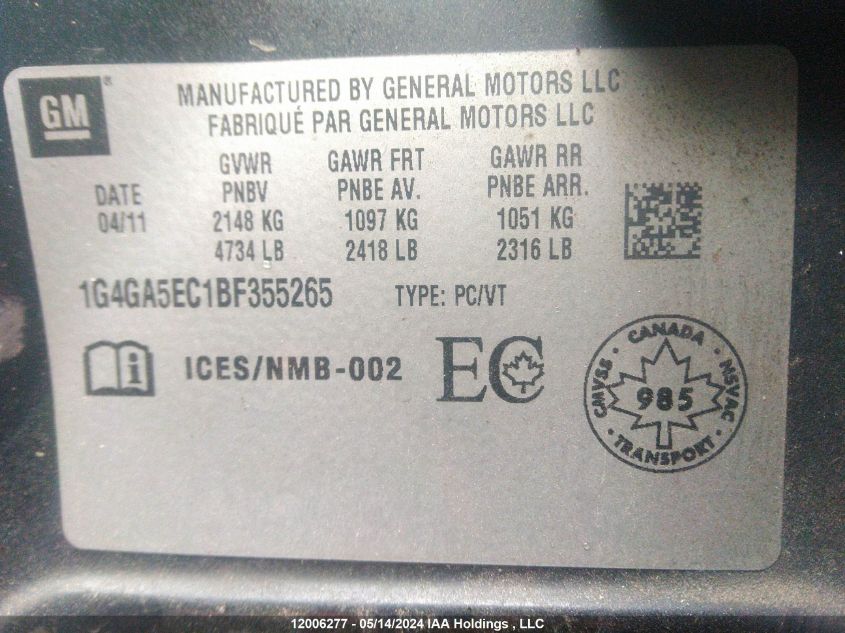 GM
MANUFACTURED BY GENERAL MOTORS LLC
FABRIQUÉ PAR GENERAL MOTORS LLC
GVWR GAWR FRT GAWR RR
DATE PNBV PNBE AV. PNBE ARR.
04/11 2148 KG 1097 KG 1051 KG
4734 LB 2418 LB 2316 LB
1G4GA5EC1BF355265 TYPE: PC/VT
i ICES/NMB-002 EC
CANADA
CMVSS 985 NSVAC
TRANSPORT
12006277 - 05/14/2024 IAA Holdings , LLC